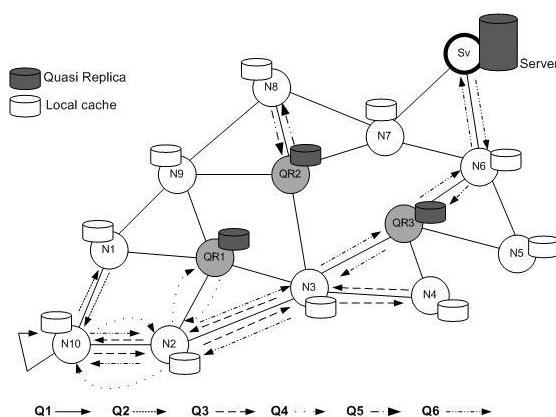 Sv
Server
Quasi Replica
Local cache
N8
N7
N9
QR2
N6
QR3
N1
QR1
N5
N3
N4
N10
N2
Q1 Q2 Q3 Q4 Q5 Q6